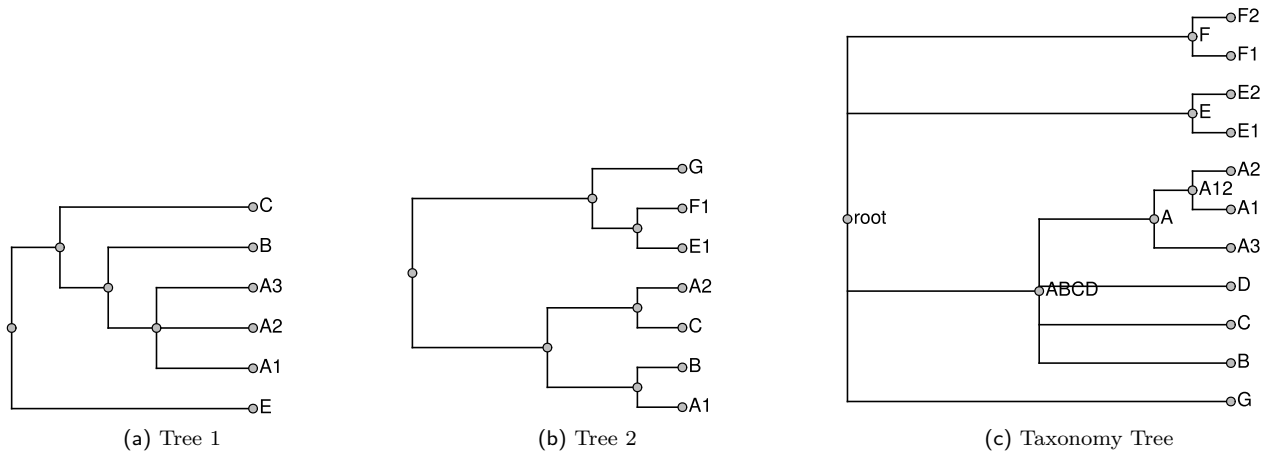 C
B
A3
A2
A1
E
(a) Tree 1
G
F1
E1
A2
C
B
A1
(b) Tree 2
F2
F
F1
E2
E
E1
A2
A12
A1
root
A
A3
D
ABCD
C
B
G
(c) Taxonomy Tree